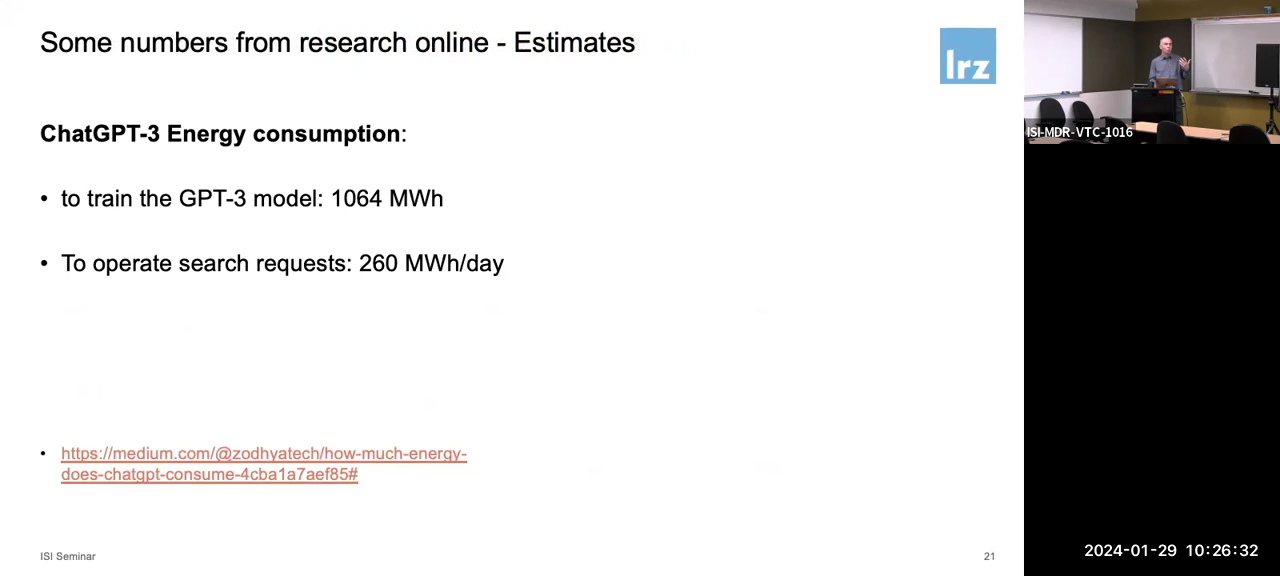 Some numbers from research online - Estimates
lrz
ChatGPT-3 Energy consumption:
• to train the GPT-3 model: 1064 MWh
• To operate search requests: 260 MWh/day
• https://medium.com/@zodhyatech/how-much-energy-
does-chatgpt-consume-4cba1a7aef85#
ISI Seminar
21
ISI-MDR-VTC-1016
2024-01-29 10:26:32